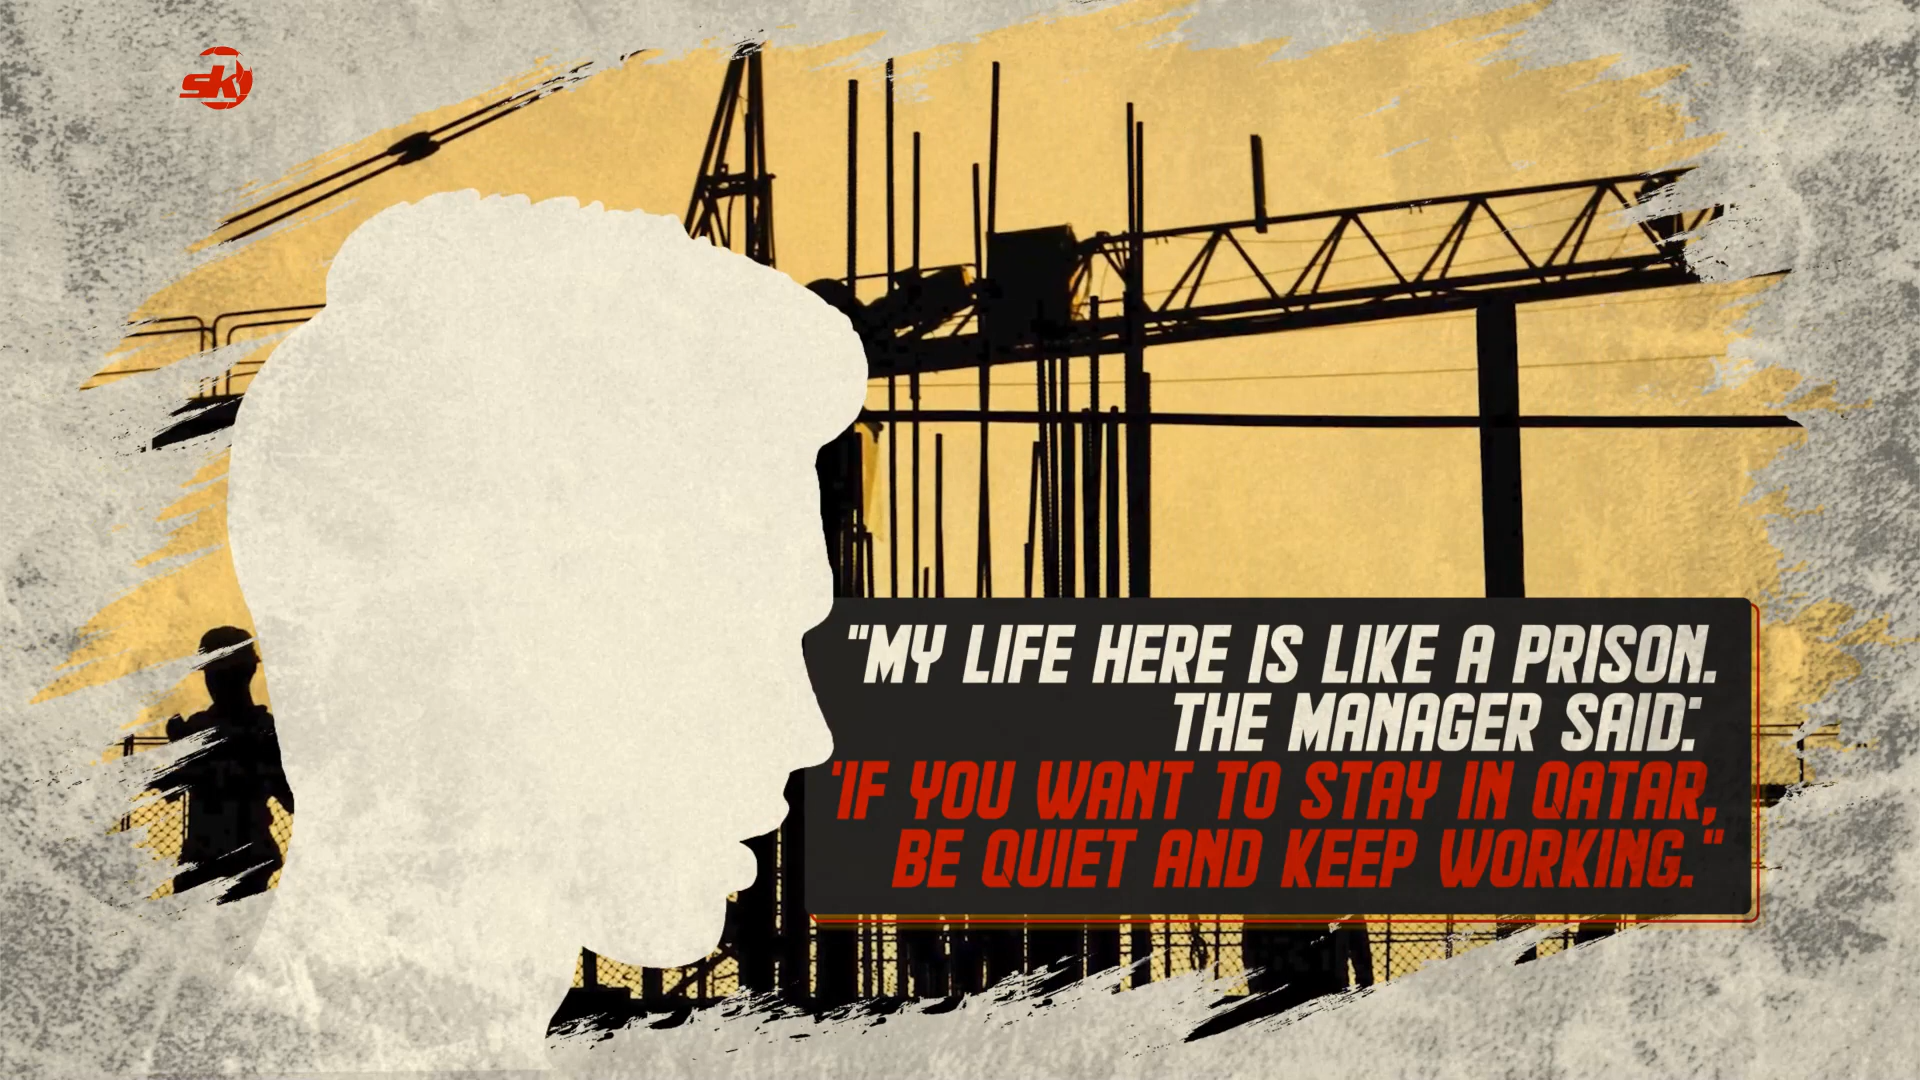 sk
"MY LIFE HERE IS LIKE A PRISON.
THE MANAGER SAID:
'IF YOU WANT TO STAY IN QATAR,
BE QUIET AND KEEP WORKING."